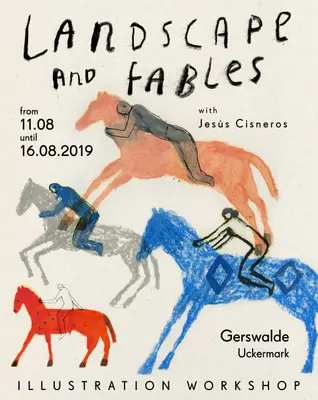 LANDSCAPE
AND FABLES
from
11.08
until
16.08.2019
with
Jesús Cisneros
Gerswalde
Uckermark
ILLUSTRATION WORKSHOP